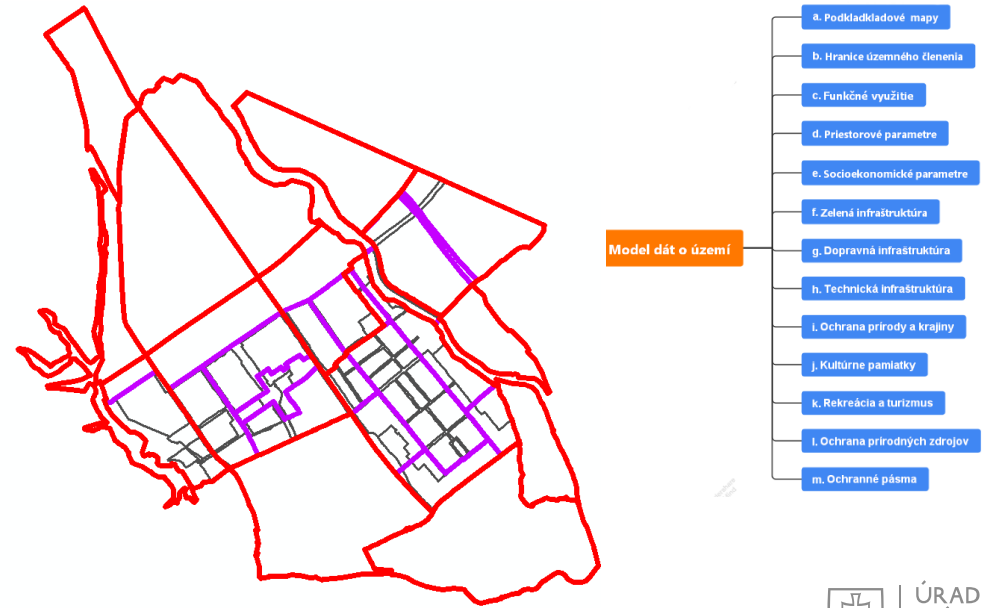 a. Podkladkladové mapy
b. Hranice územného členenia
c. Funkčné využitie
d. Priestorové parametre
e. Socioekonomické parametre
f. Zelená infraštruktúra
Model dát o území
g. Dopravná infraštruktúra
h. Technická infraštruktúra
i. Ochrana prírody a krajiny
j. Kultúrne pamiatky
k. Rekreácia a turizmus
l. Ochrana prírodných zdrojov
m. Ochranné pásma
ÚRAD